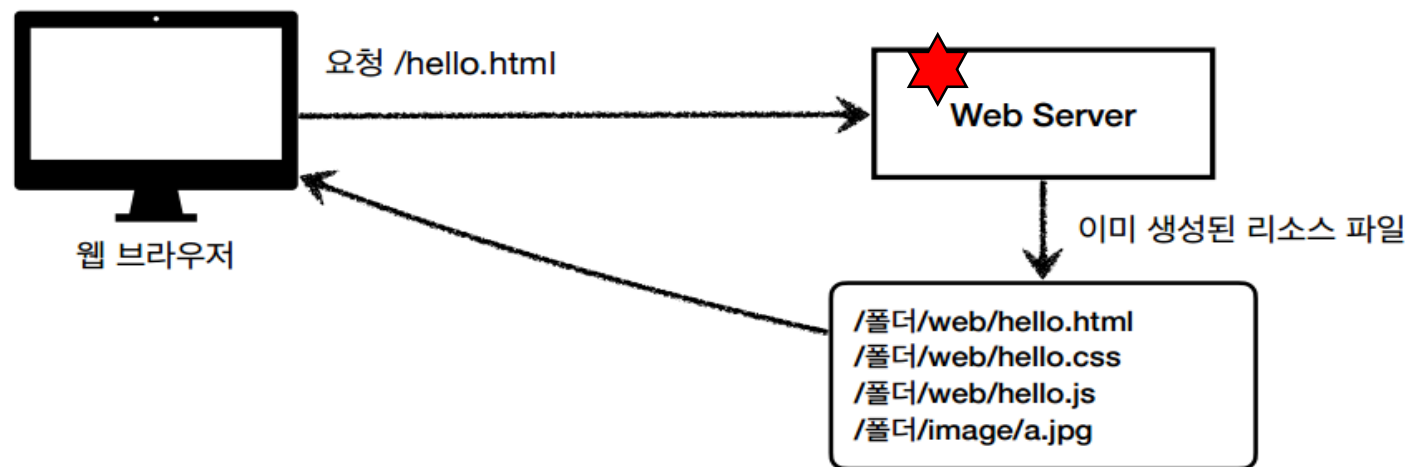 요청 /hello.html
Web Server
웹 브라우저
이미 생성된 리소스 파일
/폴더/web/hello.html
/폴더/web/hello.css
/폴더/web/hello.js
/폴더/image/a.jpg